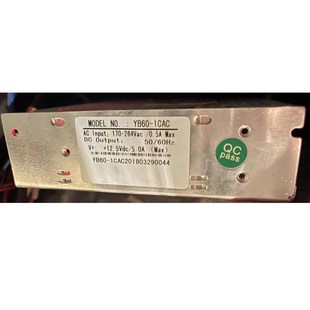 MODEL NO. : YB60-1CAC
AC Input: 170-264Vac /0.5A Max
DC Output: 50/60Hz
V+ +12.5Vdc/5.0A (Max)
YB60-1CAC201803290044
QC
pass